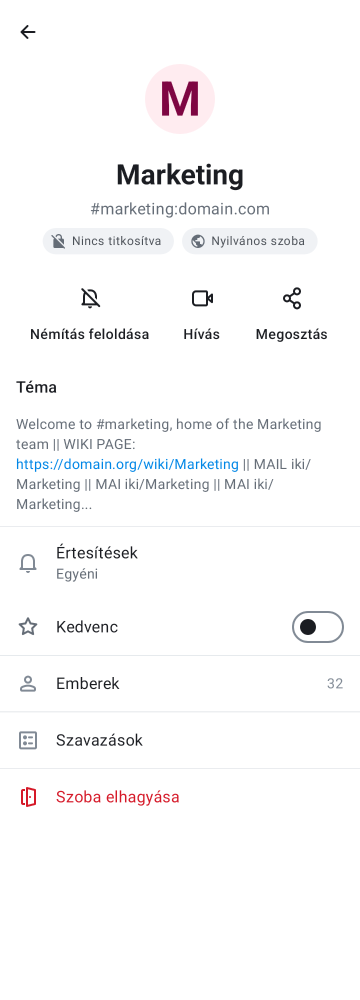 M
Marketing
#marketing:domain.com
Nincs titkosítva
Nyilvános szoba
Némítás feloldása
Hívás
Megosztás
Téma
Welcome to #marketing, home of the Marketing
team || WIKI PAGE:
https://domain.org/wiki/Marketing || MAIL iki/
Marketing || MAI iki/Marketing || MAI iki/
Marketing...
Értesítések
Egyéni
Kedvenc
Emberek
32
Szavazások
Szoba elhagyása